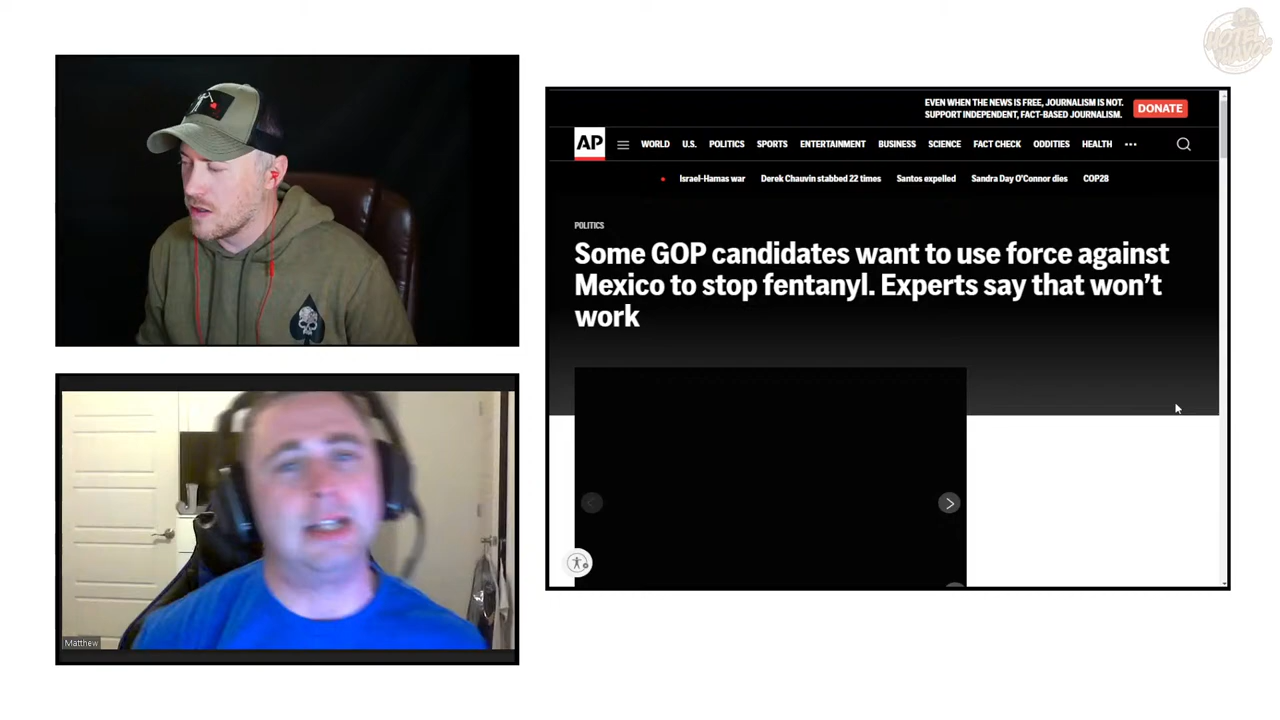 HOTEL
WAVOC
EVEN WHEN THE NEWS IS FREE, JOURNALISM IS NOT.
SUPPORT INDEPENDENT, FACT-BASED JOURNALISM.
DONATE
AP
WORLD
U.S.
POLITICS
SPORTS
ENTERTAINMENT
BUSINESS
SCIENCE
FACT CHECK
ODDITIES
HEALTH
Israel-Hamas war
Derek Chauvin stabbed 22 times
Santos expelled
Sandra Day O'Connor dies
COP28
POLITICS
Some GOP candidates want to use force against
Mexico to stop fentanyl. Experts say that won’t
work
Matthew